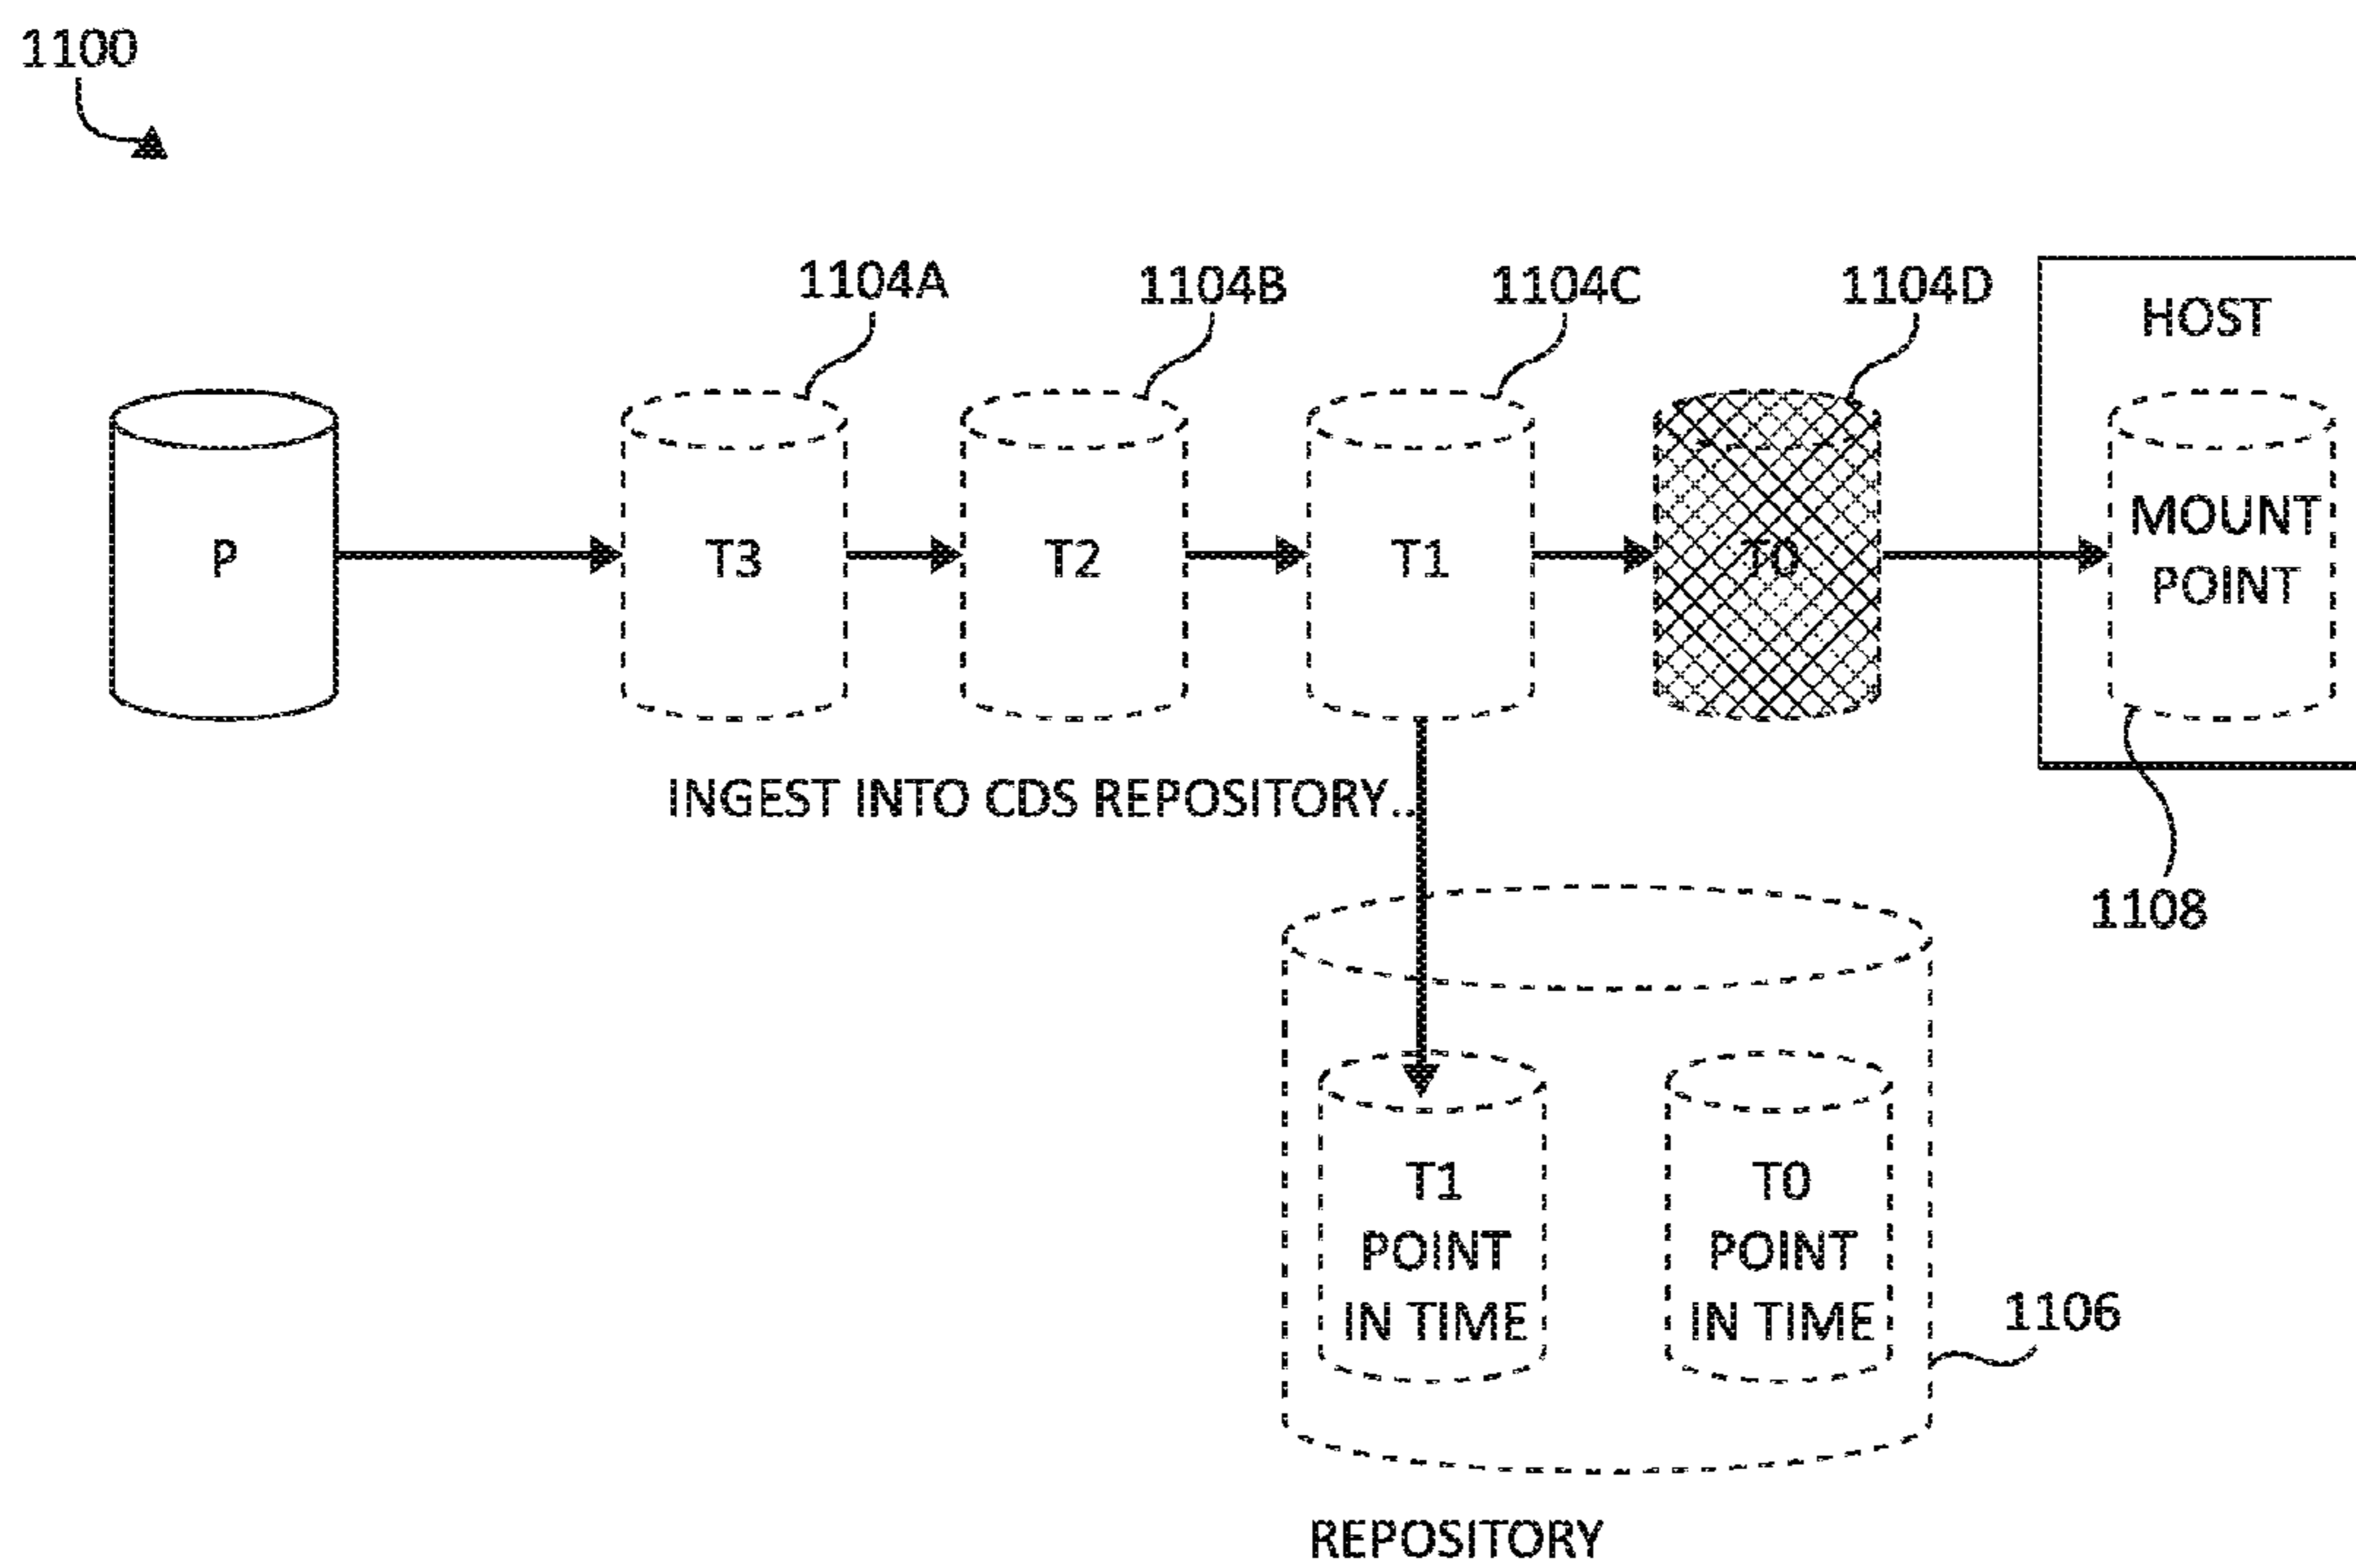 1100
1104A
1104B
1104C
1104D
HOST
P
T3
T2
T1
T0
MOUNT
POINT
INGEST INTO CDS REPOSITORY..
1108
T1
POINT
IN TIME
T0
POINT
IN TIME
1106
REPOSITORY